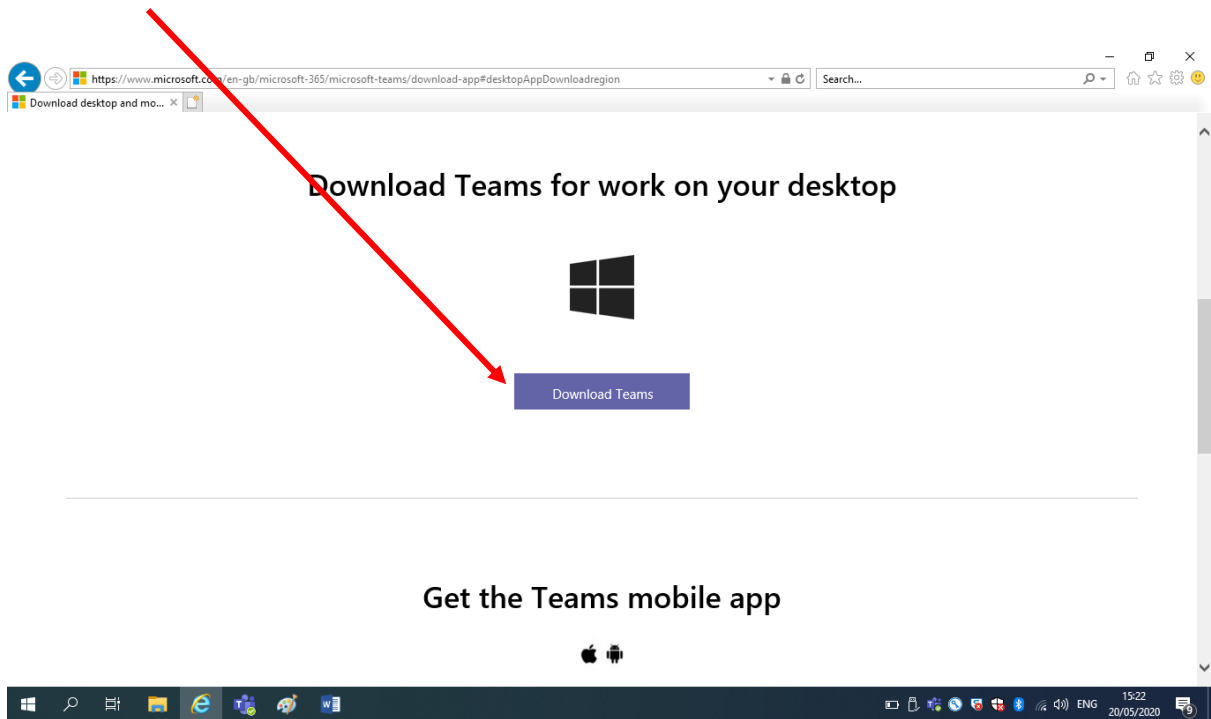 https://www.microsoft.com/en-gb/microsoft-365/microsoft-teams/download-app#desktopAppDownloadregion
Search...
Download desktop and mo...
Download Teams for work on your desktop
Download Teams
Get the Teams mobile app
ENG
15:22
20/05/2020
9